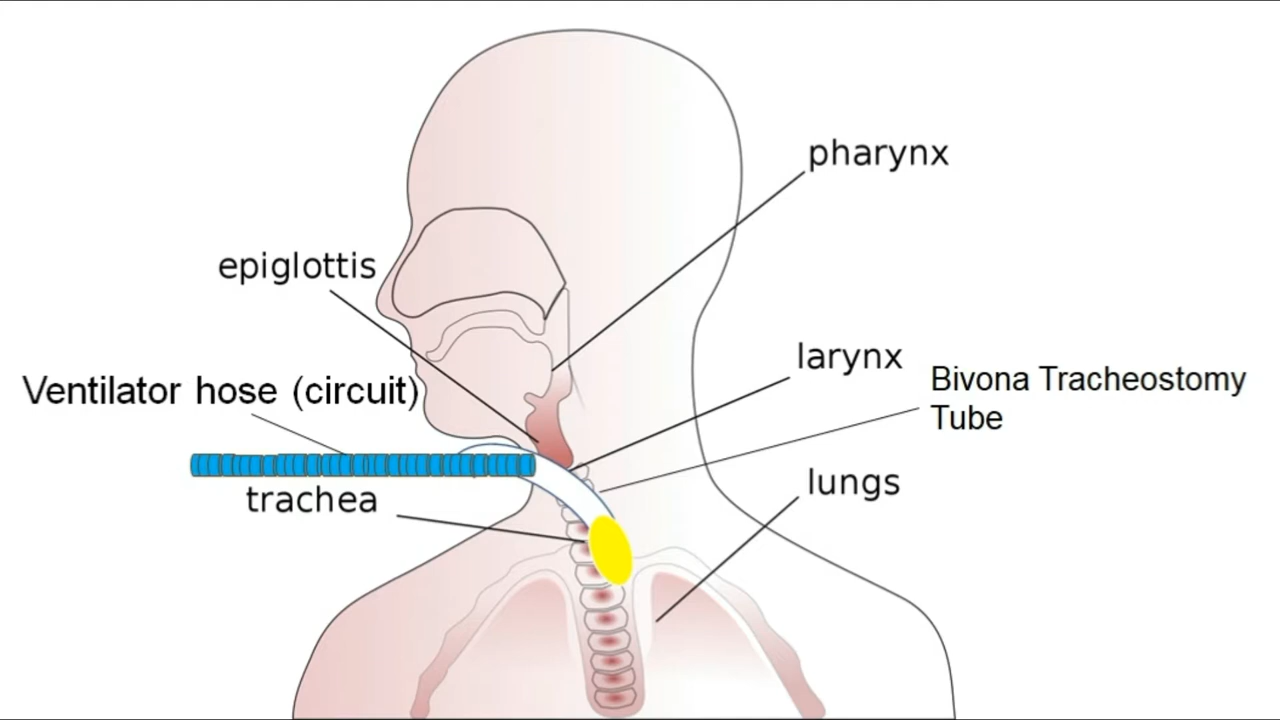 pharynx
epiglottis
larynx
Bivona Tracheostomy
Tube
Ventilator hose (circuit)
lungs
trachea